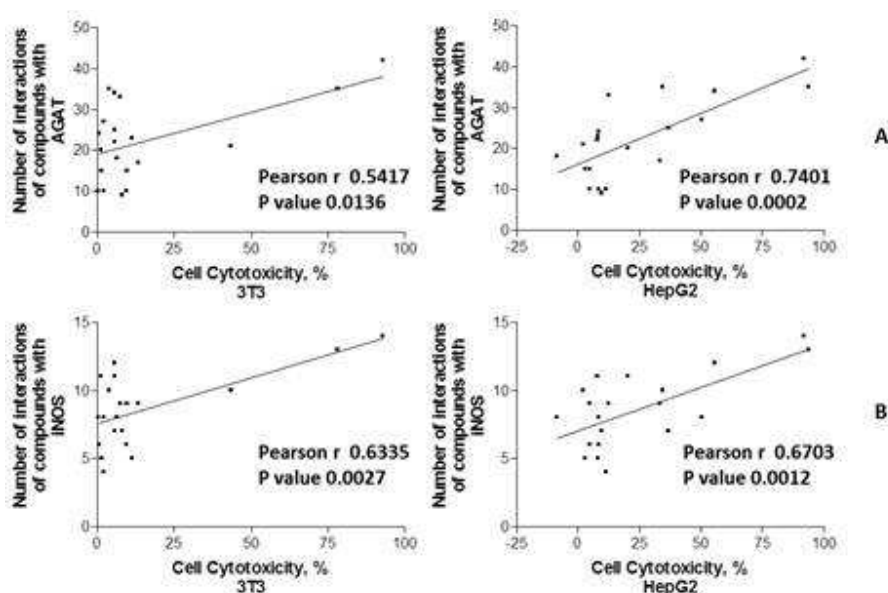 Number of interactions
of compounds with
AGAT
50
40
30
20
10
0
0
25
50
75
100
Pearson r 0.5417
P value 0.0136
Cell Cytotoxicity, %
3T3
Number of interactions
of compounds with
AGAT
50
40
30
20
10
0
-25
0
25
50
75
100
Pearson r 0.7401
P value 0.0002
Cell Cytotoxicity, %
HepG2
A
Number of interactions
of compounds with
iNOS
15
10
5
0
0
25
50
75
100
Pearson r 0.6335
P value 0.0027
Cell Cytotoxicity, %
3T3
Number of interactions
of compounds with
iNOS
15
10
5
0
-25
0
25
50
75
100
Pearson r 0.6703
P value 0.0012
Cell Cytotoxicity, %
HepG2
B